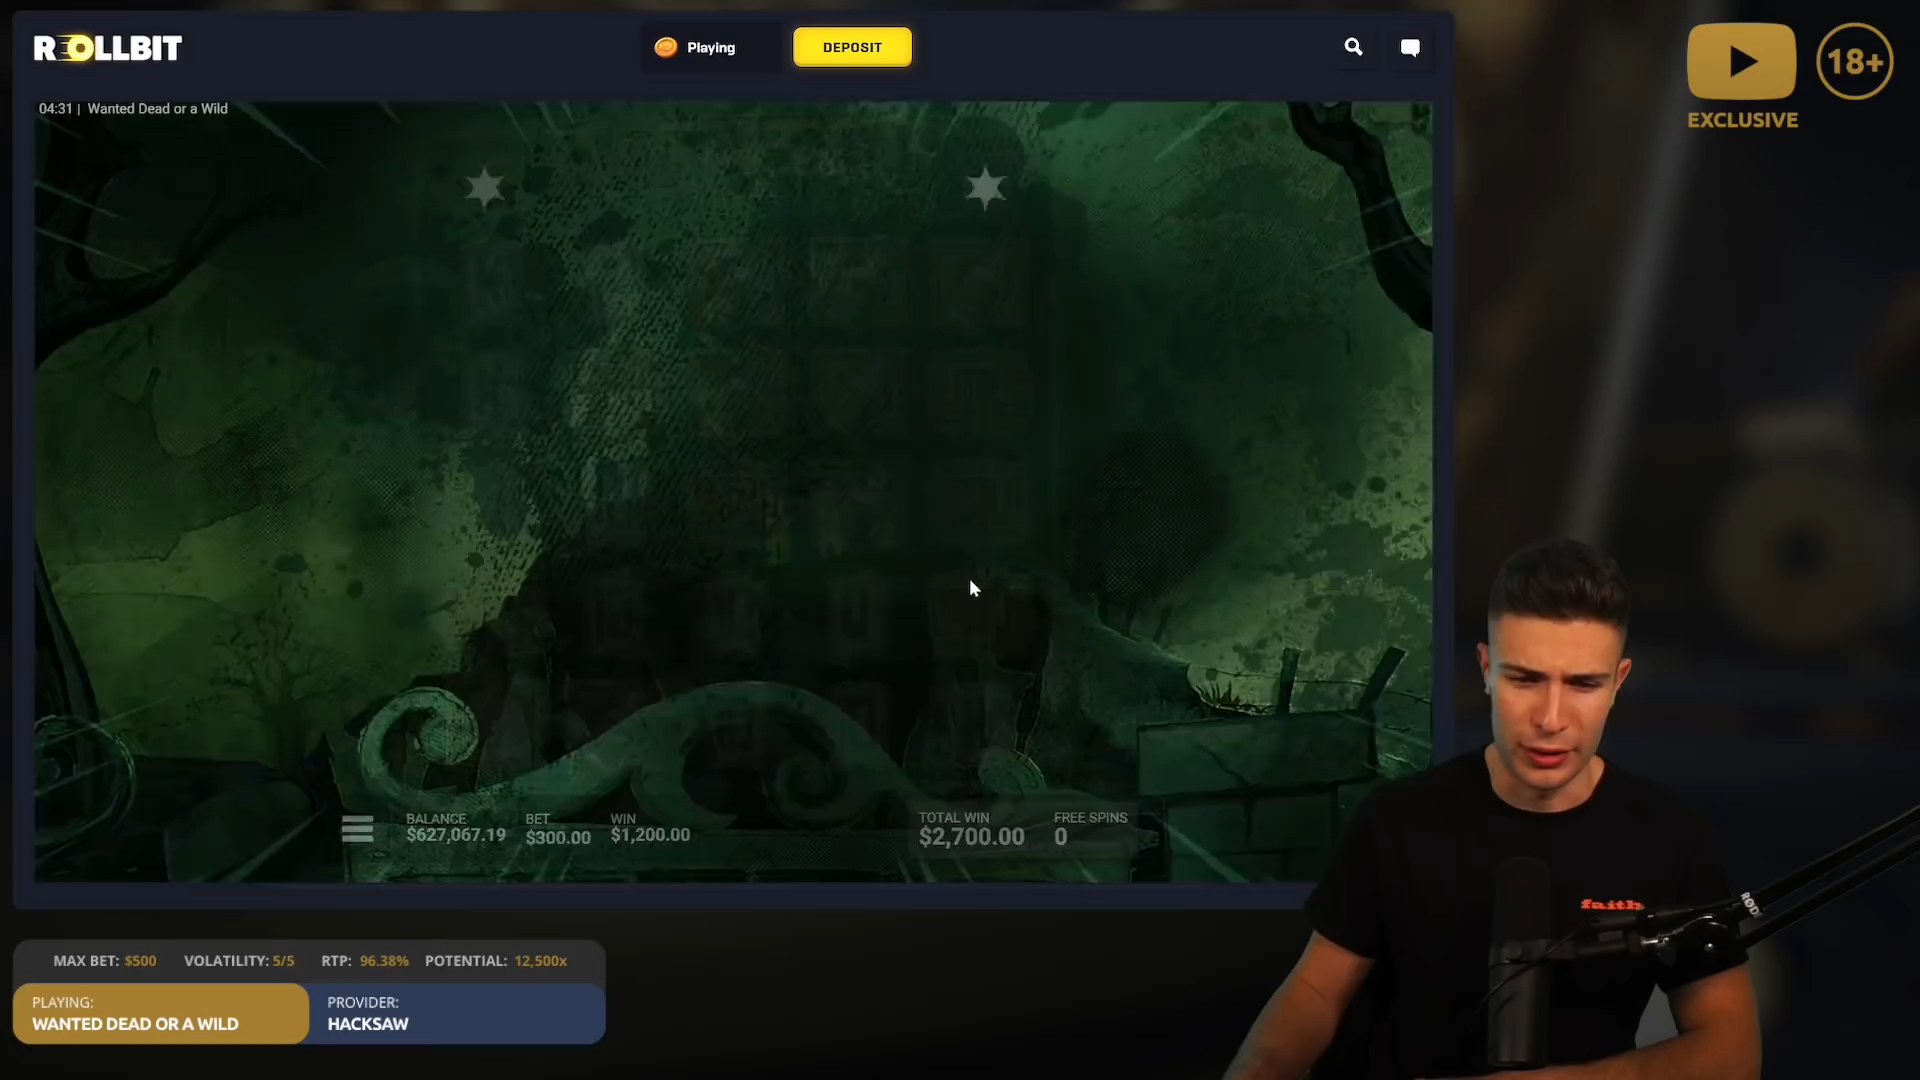 ROLLBIT
Playing
DEPOSIT
EXCLUSIVE
18+
04:31 | Wanted Dead or a Wild
BALANCE
$627,067.19
BET
$300.00
WIN
$1,200.00
TOTAL WIN
$2,700.00
FREE SPINS
0
faith
RØDE
MAX BET: $500 VOLATILITY: 5/5 RTP: 96.38% POTENTIAL: 12,500x
PLAYING:
WANTED DEAD OR A WILD
PROVIDER:
HACKSAW